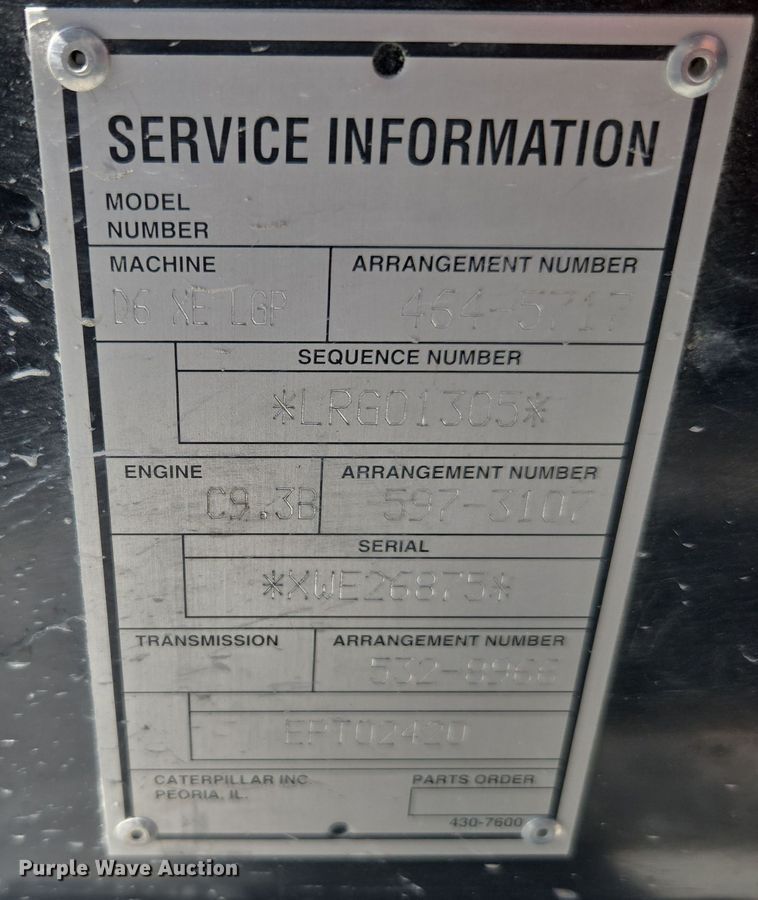 SERVICE INFORMATION
MODEL
NUMBER
MACHINE ARRANGEMENT NUMBER
D6 XE LGP 464-5717
SEQUENCE NUMBER
*LRG01305*
ENGINE ARRANGEMENT NUMBER
C9.3B 597-3107
SERIAL
*XWE26875*
TRANSMISSION ARRANGEMENT NUMBER
532-8966
EPT02420
CATERPILLAR INC. PARTS ORDER
PEORIA, IL.
430-7600
Purple Wave Auction